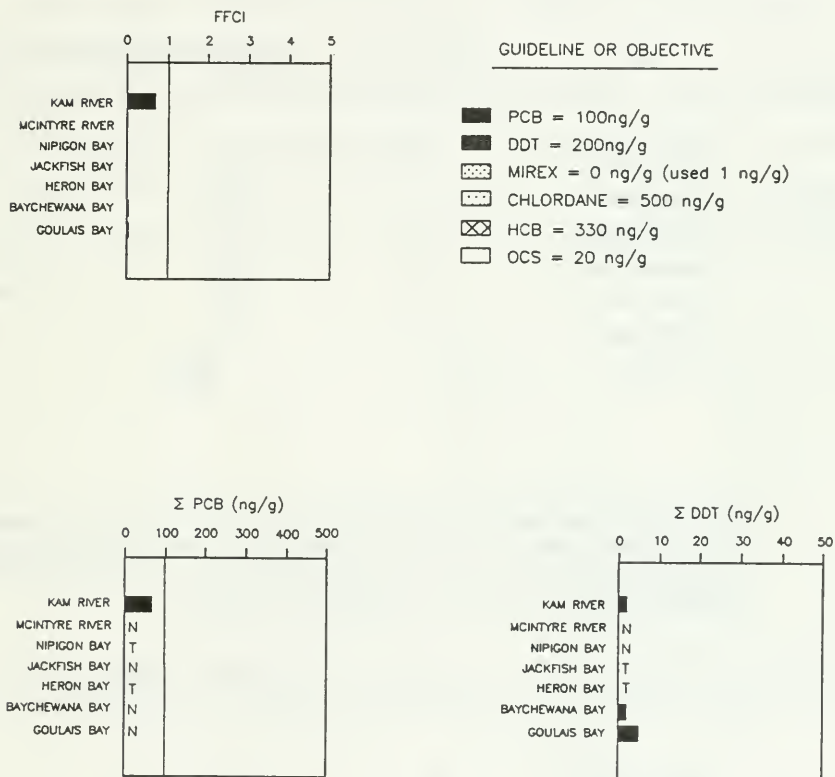 FFCI
0 1 2 3 4 5
KAM RIVER
MCINTYRE RIVER
NIPIGON BAY
JACKFISH BAY
HERON BAY
BAYCHEWANA BAY
GOULAIS BAY
GUIDELINE OR OBJECTIVE
PCB = 100ng/g
DDT = 200ng/g
MIREX = 0 ng/g (used 1 ng/g)
CHLORDANE = 500 ng/g
HCB = 330 ng/g
OCS = 20 ng/g
Σ PCB (ng/g)
0 100 200 300 400 500
KAM RIVER
MCINTYRE RIVER N
NIPIGON BAY T
JACKFISH BAY N
HERON BAY T
BAYCHEWANA BAY N
GOULAIS BAY N
Σ DDT (ng/g)
0 10 20 30 40 50
KAM RIVER
MCINTYRE RIVER N
NIPIGON BAY N
JACKFISH BAY T
HERON BAY T
BAYCHEWANA BAY
GOULAIS BAY